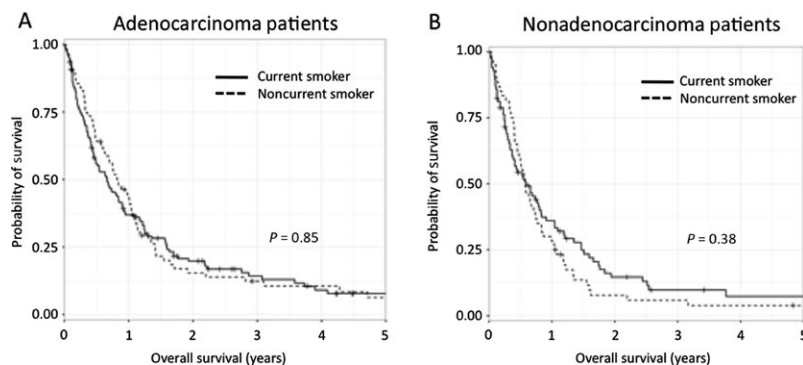 A
Adenocarcinoma patients
Probability of survival
1.00
0.75
0.50
0.25
0.00
Current smoker
Noncurrent smoker
P = 0.85
0
1
2
3
4
5
Overall survival (years)
B
Nonadenocarcinoma patients
Probability of survival
1.00
0.75
0.50
0.25
0.00
Current smoker
Noncurrent smoker
P = 0.38
0
1
2
3
4
5
Overall survival (years)